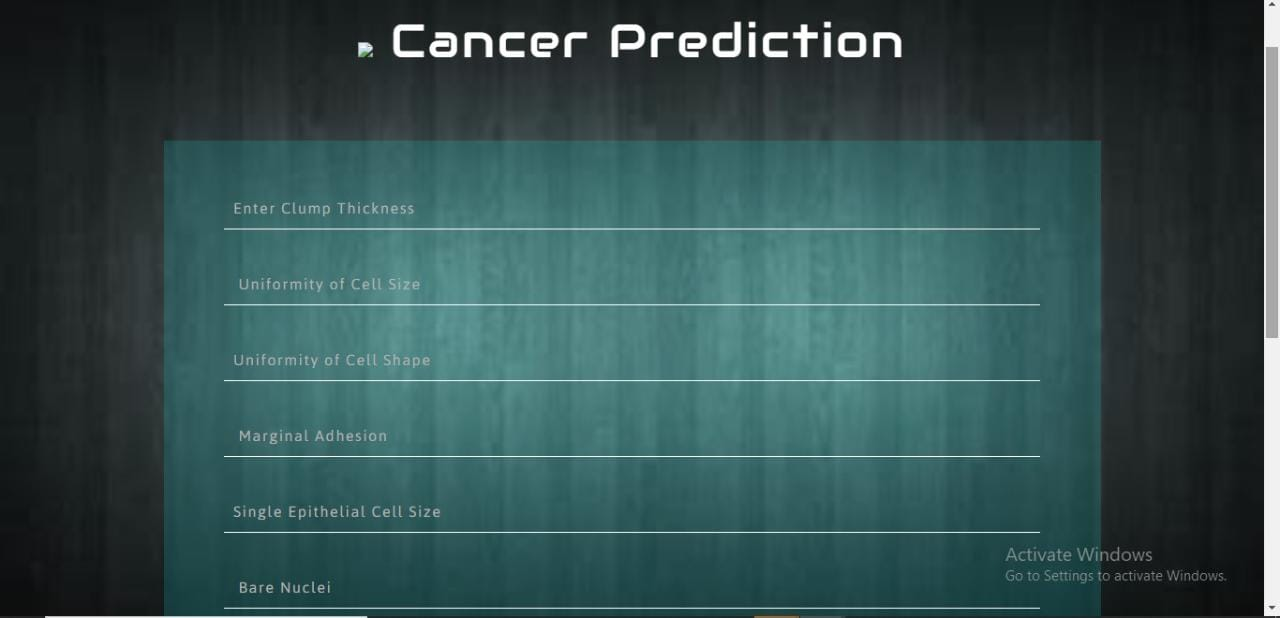 Cancer Prediction
Enter Clump Thickness
Uniformity of Cell Size
Uniformity of Cell Shape
Marginal Adhesion
Single Epithelial Cell Size
Activate Windows
Go to Settings to activate Windows.
Bare Nuclei